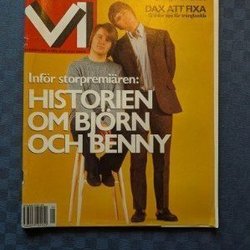 VI
DAX ATT FIXA
Inför storpremiären:
HISTORIEN
OM BJÖRN
OCH BENNY